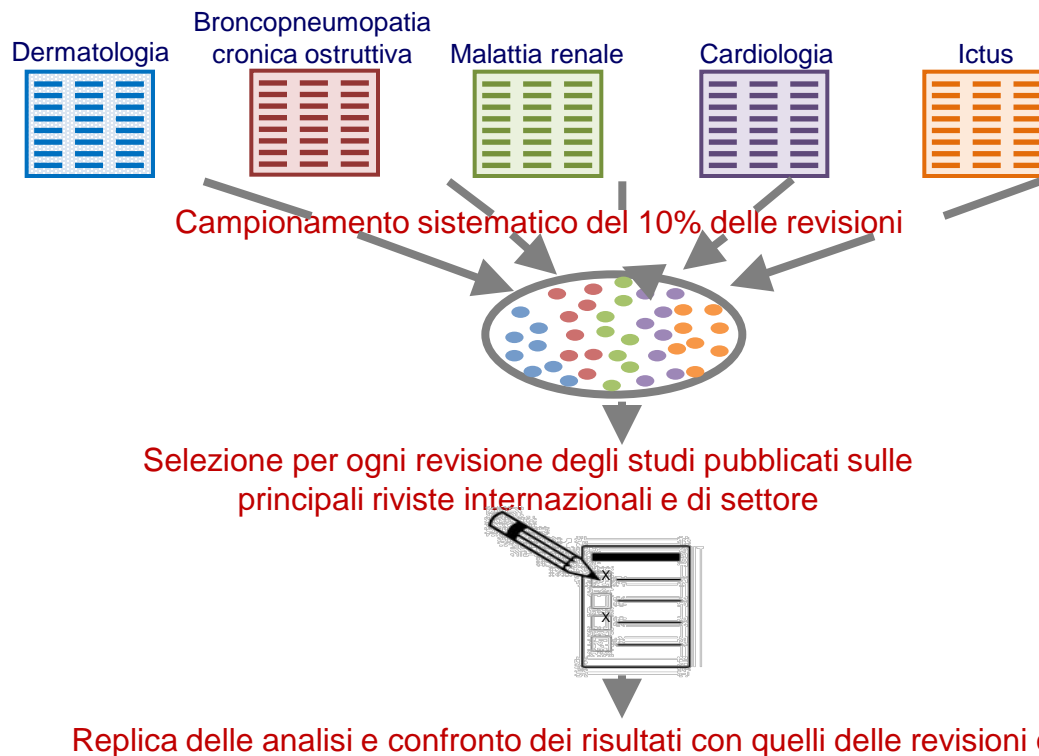 Dermatologia
Broncopneumopatia
cronica ostruttiva
Malattia renale
Cardiologia
Ictus
Campionamento sistematico del 10% delle revisioni
Selezione per ogni revisione degli studi pubblicati sulle
principali riviste internazionali e di settore
X
X
Replica delle analisi e confronto dei risultati con quelli delle revisioni